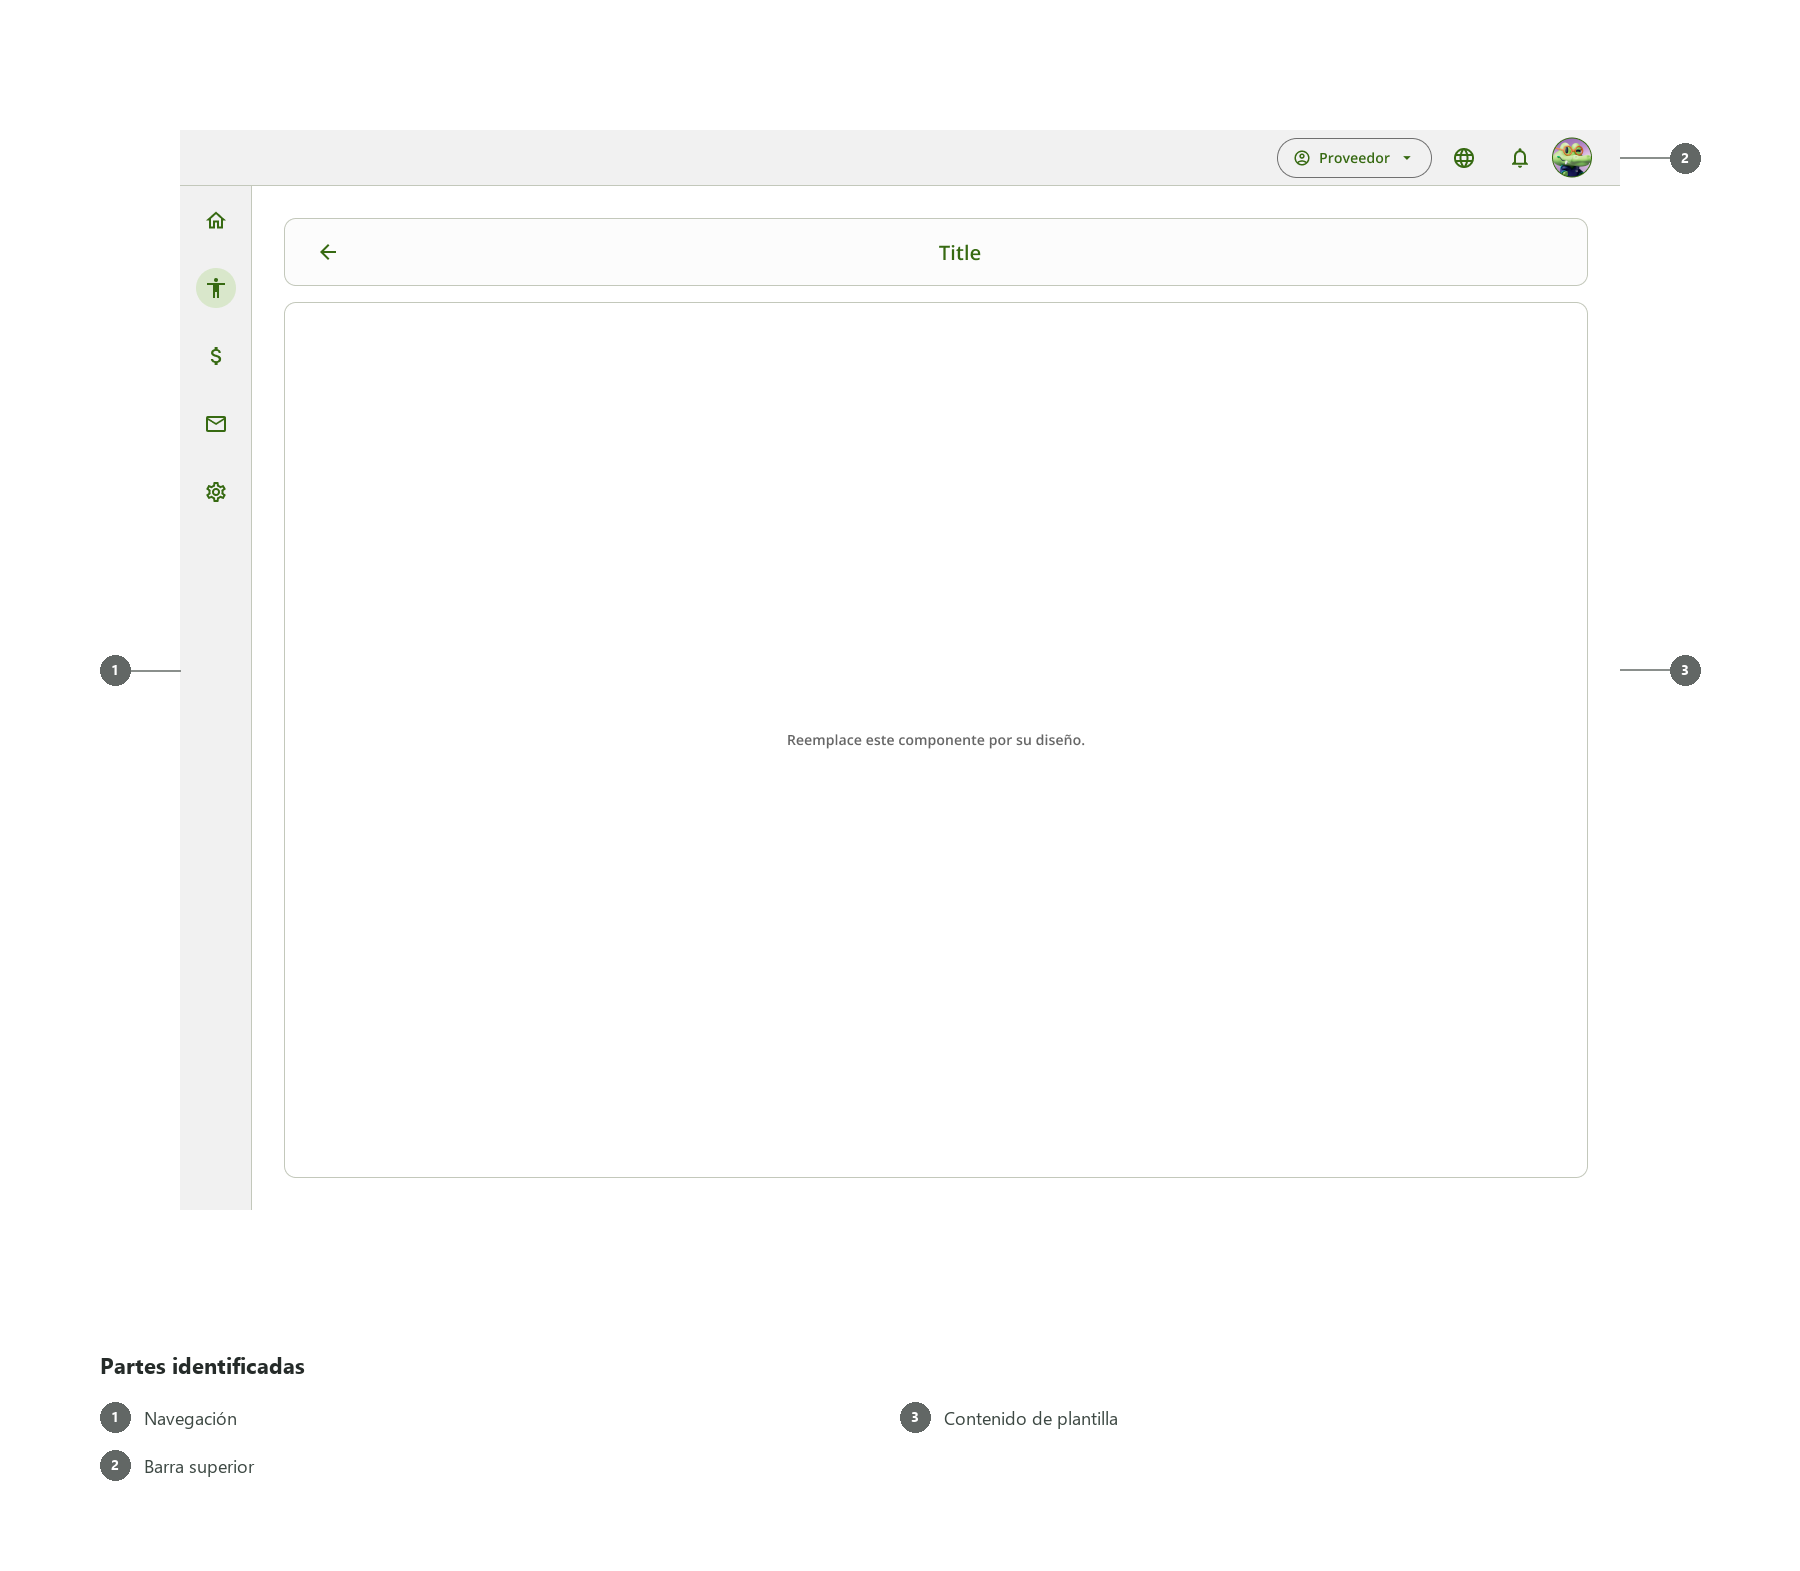 Proveedor
2
Title
1
3
Reemplace este componente por su diseño.
Partes identificadas
1 Navegación
3 Contenido de plantilla
2 Barra superior